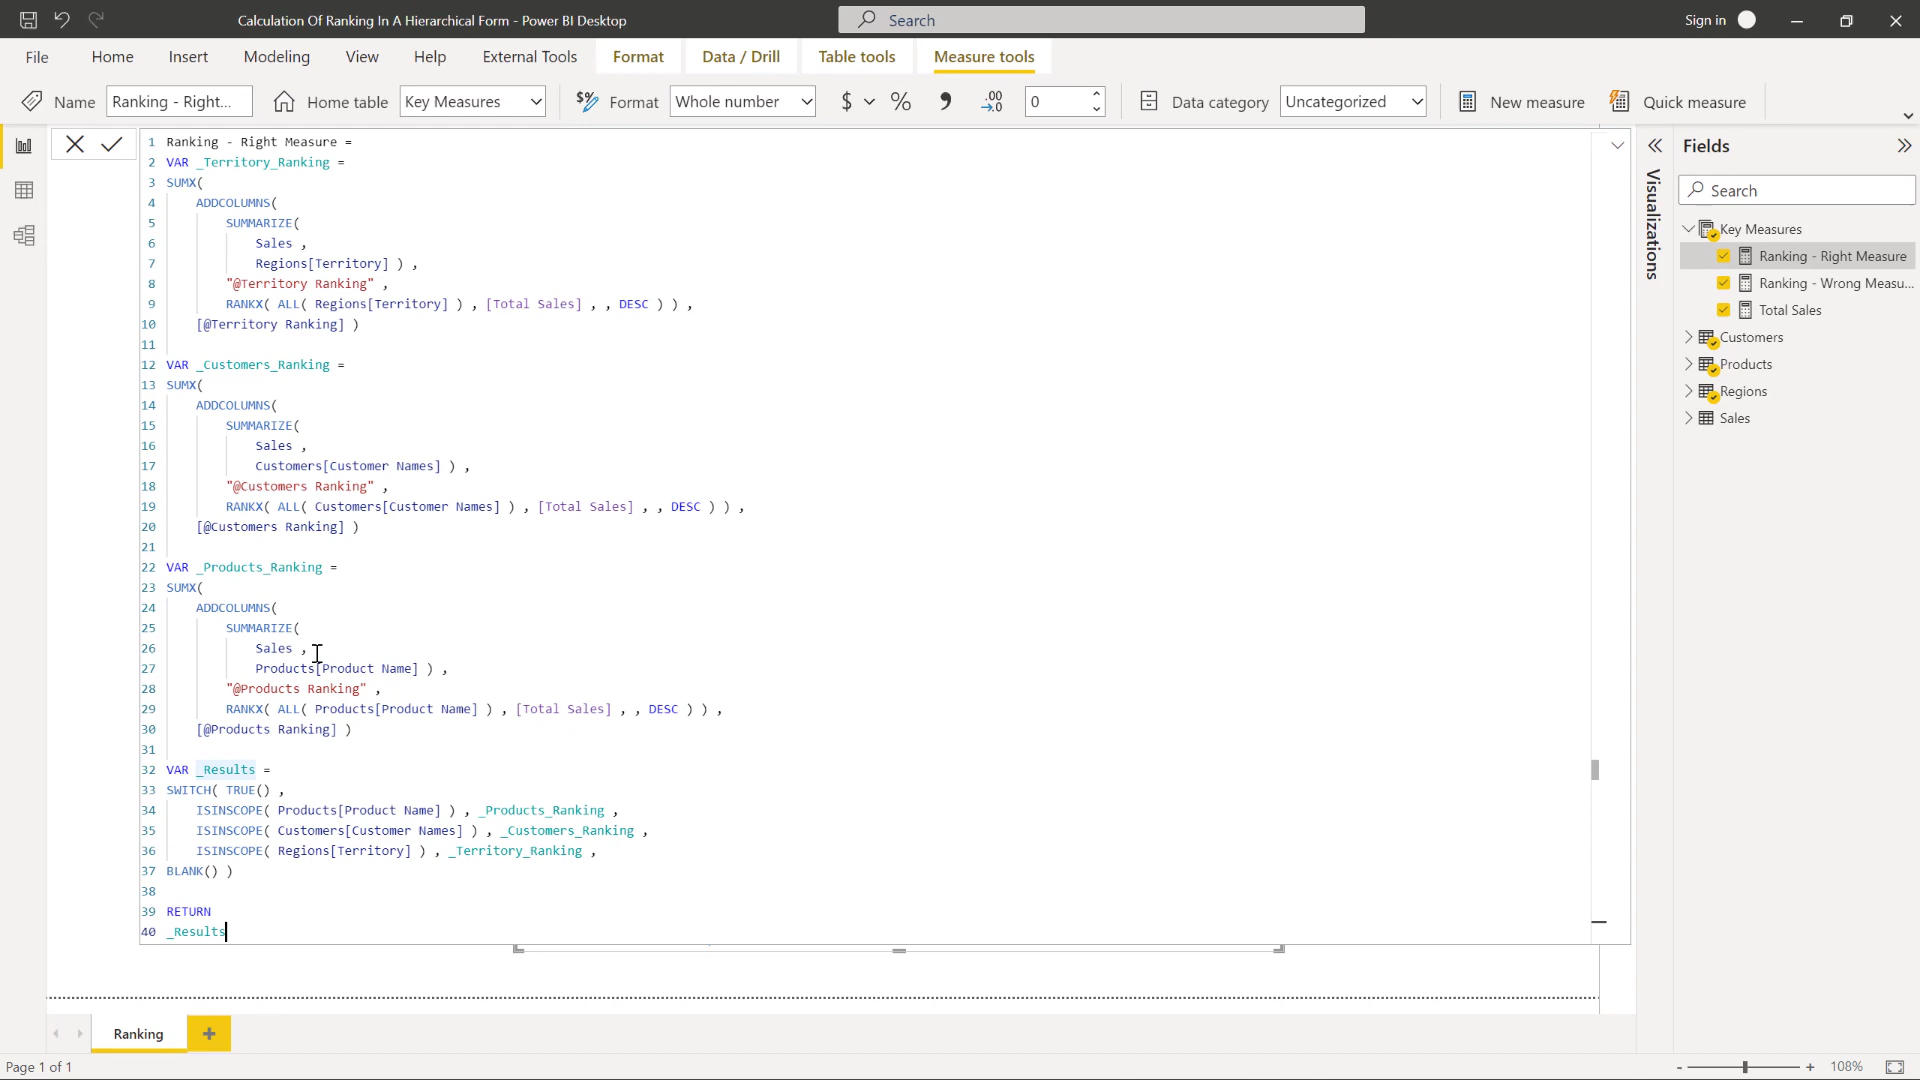 Calculation Of Ranking In A Hierarchical Form - Power BI Desktop
Search
Sign in
File Home Insert Modeling View Help External Tools Format Data / Drill Table tools Measure tools
Name Ranking - Right... Home table Key Measures Format Whole number $ % 9 .00 →.0 0 Data category Uncategorized New measure Quick measure
1 Ranking - Right Measure =
2 VAR _Territory_Ranking =
3 SUMX(
4 ADDCOLUMNS(
5 SUMMARIZE(
6 Sales ,
7 Regions[Territory] ) ,
8 "@Territory Ranking" ,
9 RANKX( ALL( Regions[Territory] ) , [Total Sales] , , DESC ) ) ,
10 [@Territory Ranking] )
11
12 VAR _Customers_Ranking =
13 SUMX(
14 ADDCOLUMNS(
15 SUMMARIZE(
16 Sales ,
17 Customers[Customer Names] ) ,
18 "@Customers Ranking" ,
19 RANKX( ALL( Customers[Customer Names] ) , [Total Sales] , , DESC ) ) ,
20 [@Customers Ranking] )
21
22 VAR _Products_Ranking =
23 SUMX(
24 ADDCOLUMNS(
25 SUMMARIZE(
26 Sales ,
27 Products[Product Name] ) ,
28 "@Products Ranking" ,
29 RANKX( ALL( Products[Product Name] ) , [Total Sales] , , DESC ) ) ,
30 [@Products Ranking] )
31
32 VAR _Results =
33 SWITCH( TRUE() ,
34 ISINSCOPE( Products[Product Name] ) , _Products_Ranking ,
35 ISINSCOPE( Customers[Customer Names] ) , _Customers_Ranking ,
36 ISINSCOPE( Regions[Territory] ) , _Territory_Ranking ,
37 BLANK() )
38
39 RETURN
40 _Results
Visualizations
Fields
Search
Key Measures
Ranking - Right Measure
Ranking - Wrong Measu...
Total Sales
Customers
Products
Regions
Sales
Ranking
Page 1 of 1
- + 108%